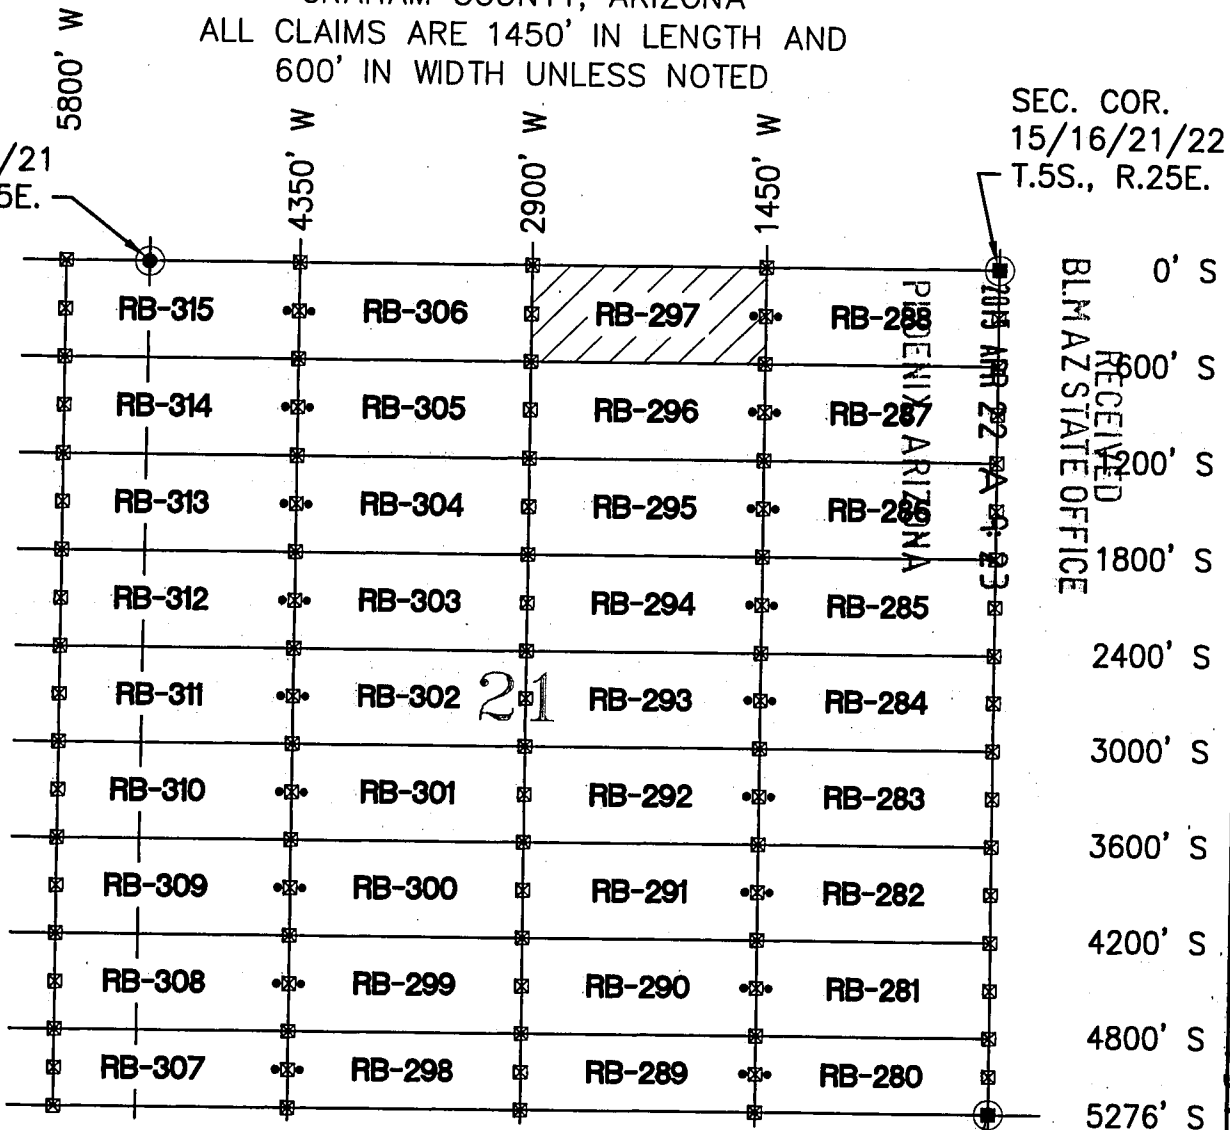 ALL CLAIMS ARE 1450' IN LENGTH AND
600' IN WIDTH UNLESS NOTED
5800' W
4350' W
2900' W
1450' W
/21
5E.
SEC. COR.
15/16/21/22
T.5S., R.25E.
RB-315 RB-306 RB-297 RB-288
RB-314 RB-305 RB-296 RB-287
RB-313 RB-304 RB-295 RB-286
RB-312 RB-303 RB-294 RB-285
RB-311 RB-302 21 RB-293 RB-284
RB-310 RB-301 RB-292 RB-283
RB-309 RB-300 RB-291 RB-282
RB-308 RB-299 RB-290 RB-281
RB-307 RB-298 RB-289 RB-280
0' S
600' S
1200' S
1800' S
2400' S
3000' S
3600' S
4200' S
4800' S
5276' S
RECEIVED
BLM AZ STATE OFFICE
22 A
PHOENIX, ARIZONA